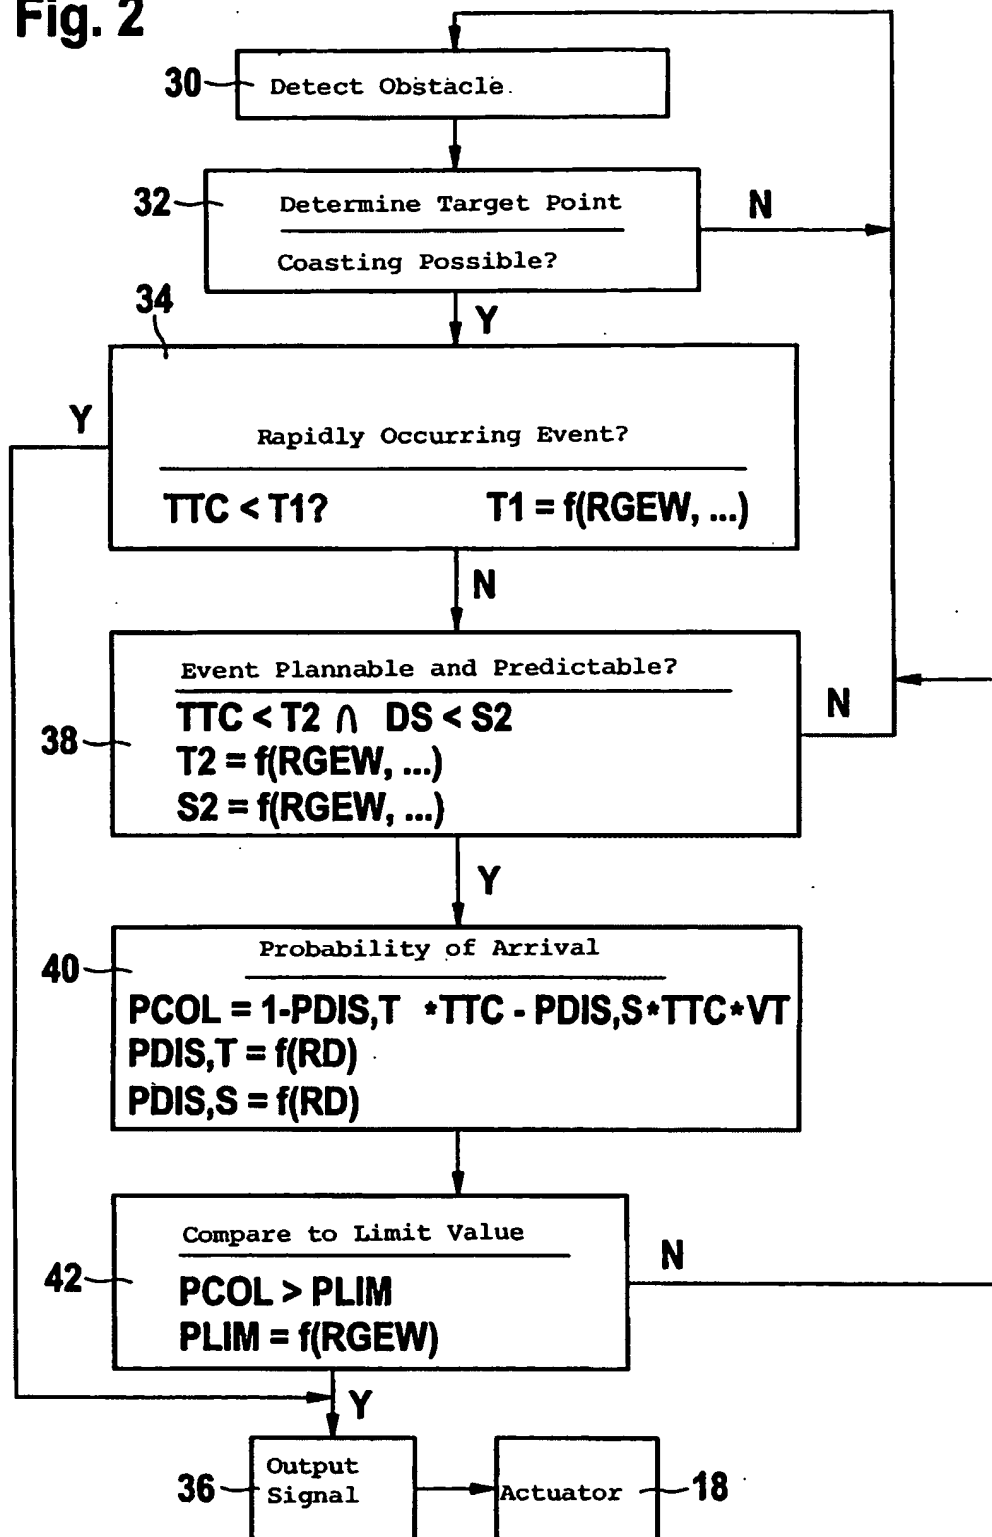 Fig. 2
30
Detect Obstacle
32
Determine Target Point
N
Coasting Possible?
34
Y
Y
Rapidly Occurring Event?
TTC < T1? T1 = f(RGEW, ...)
N
Event Plannable and Predictable?
38
TTC < T2 ∩ DS < S2
N
T2 = f(RGEW, ...)
S2 = f(RGEW, ...)
Y
Probability of Arrival
40
PCOL = 1-PDIS,T *TTC - PDIS,S*TTC*VT
PDIS,T = f(RD)
PDIS,S = f(RD)
Compare to Limit Value
N
42
PCOL > PLIM
PLIM = f(RGEW)
Y
36
Output
Signal
Actuator
18